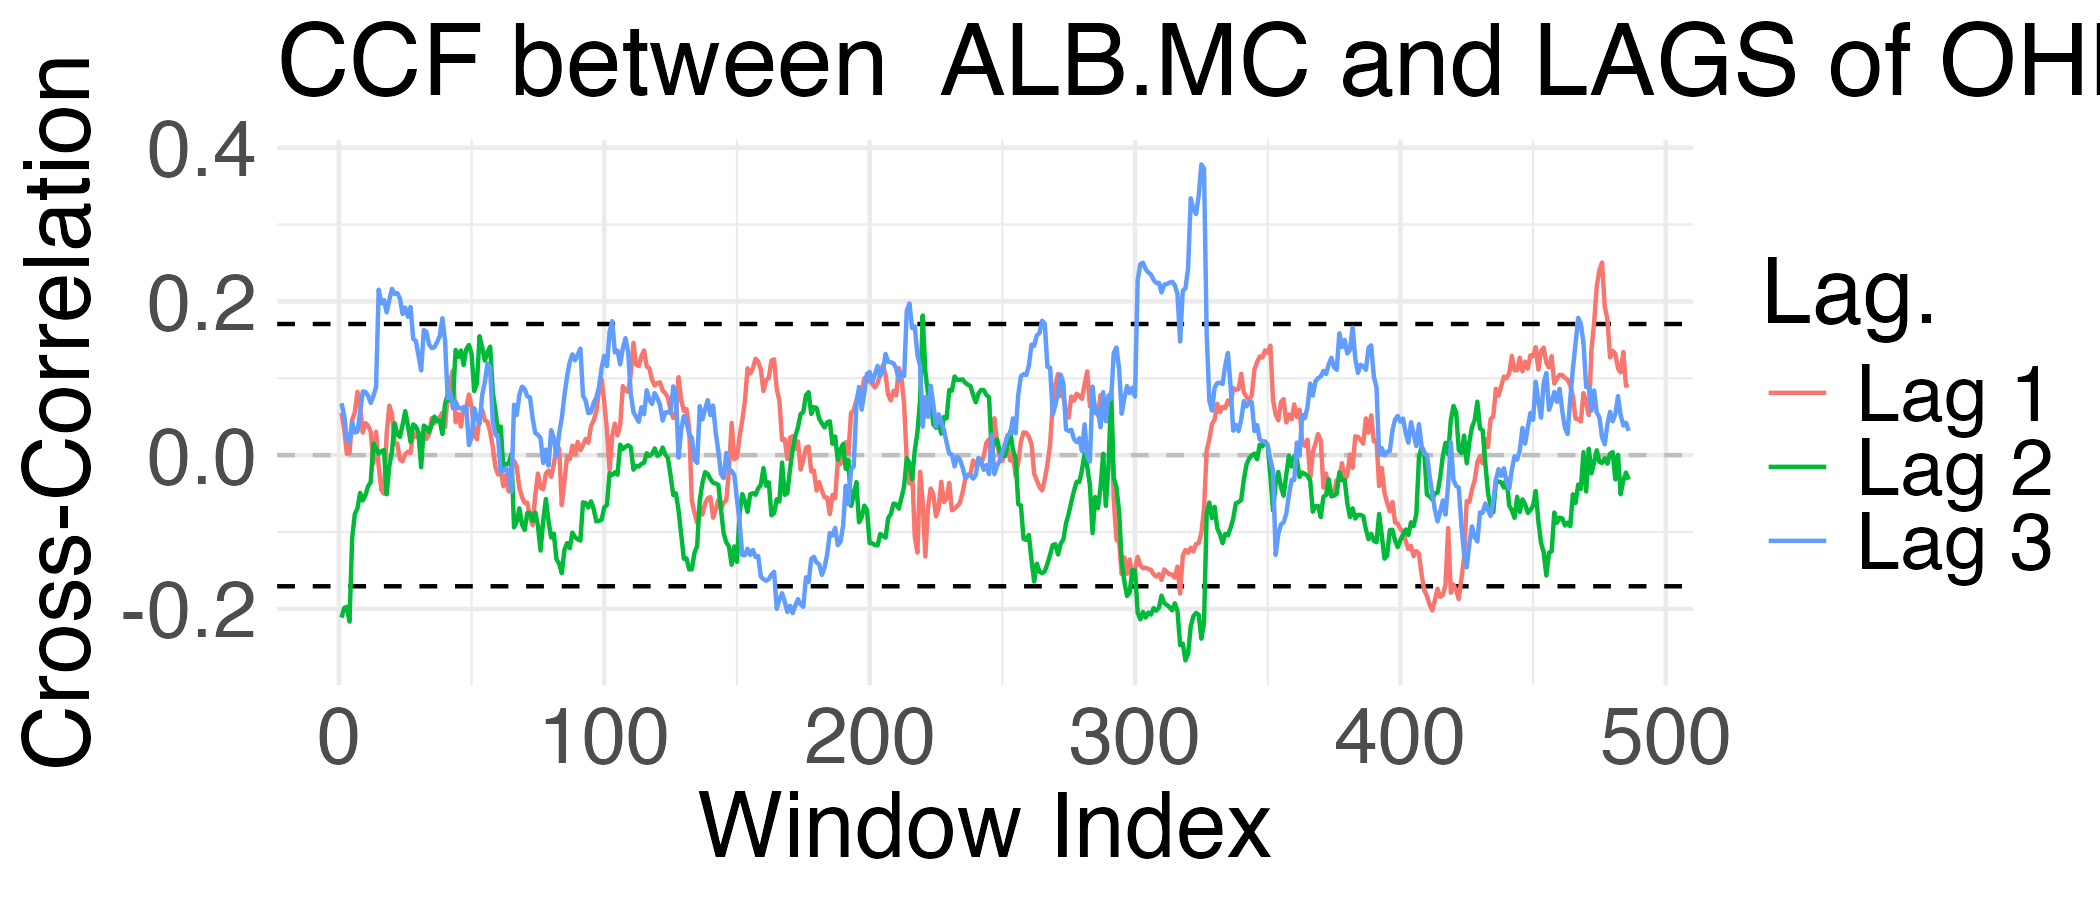 CCF between  ALB.MC and LAGS of
Cross-Correlation
0.4
0.2
0.0
-0.2
0
100
200
300
400
500
Window Index
Lag.
Lag 1
Lag 2
Lag 3